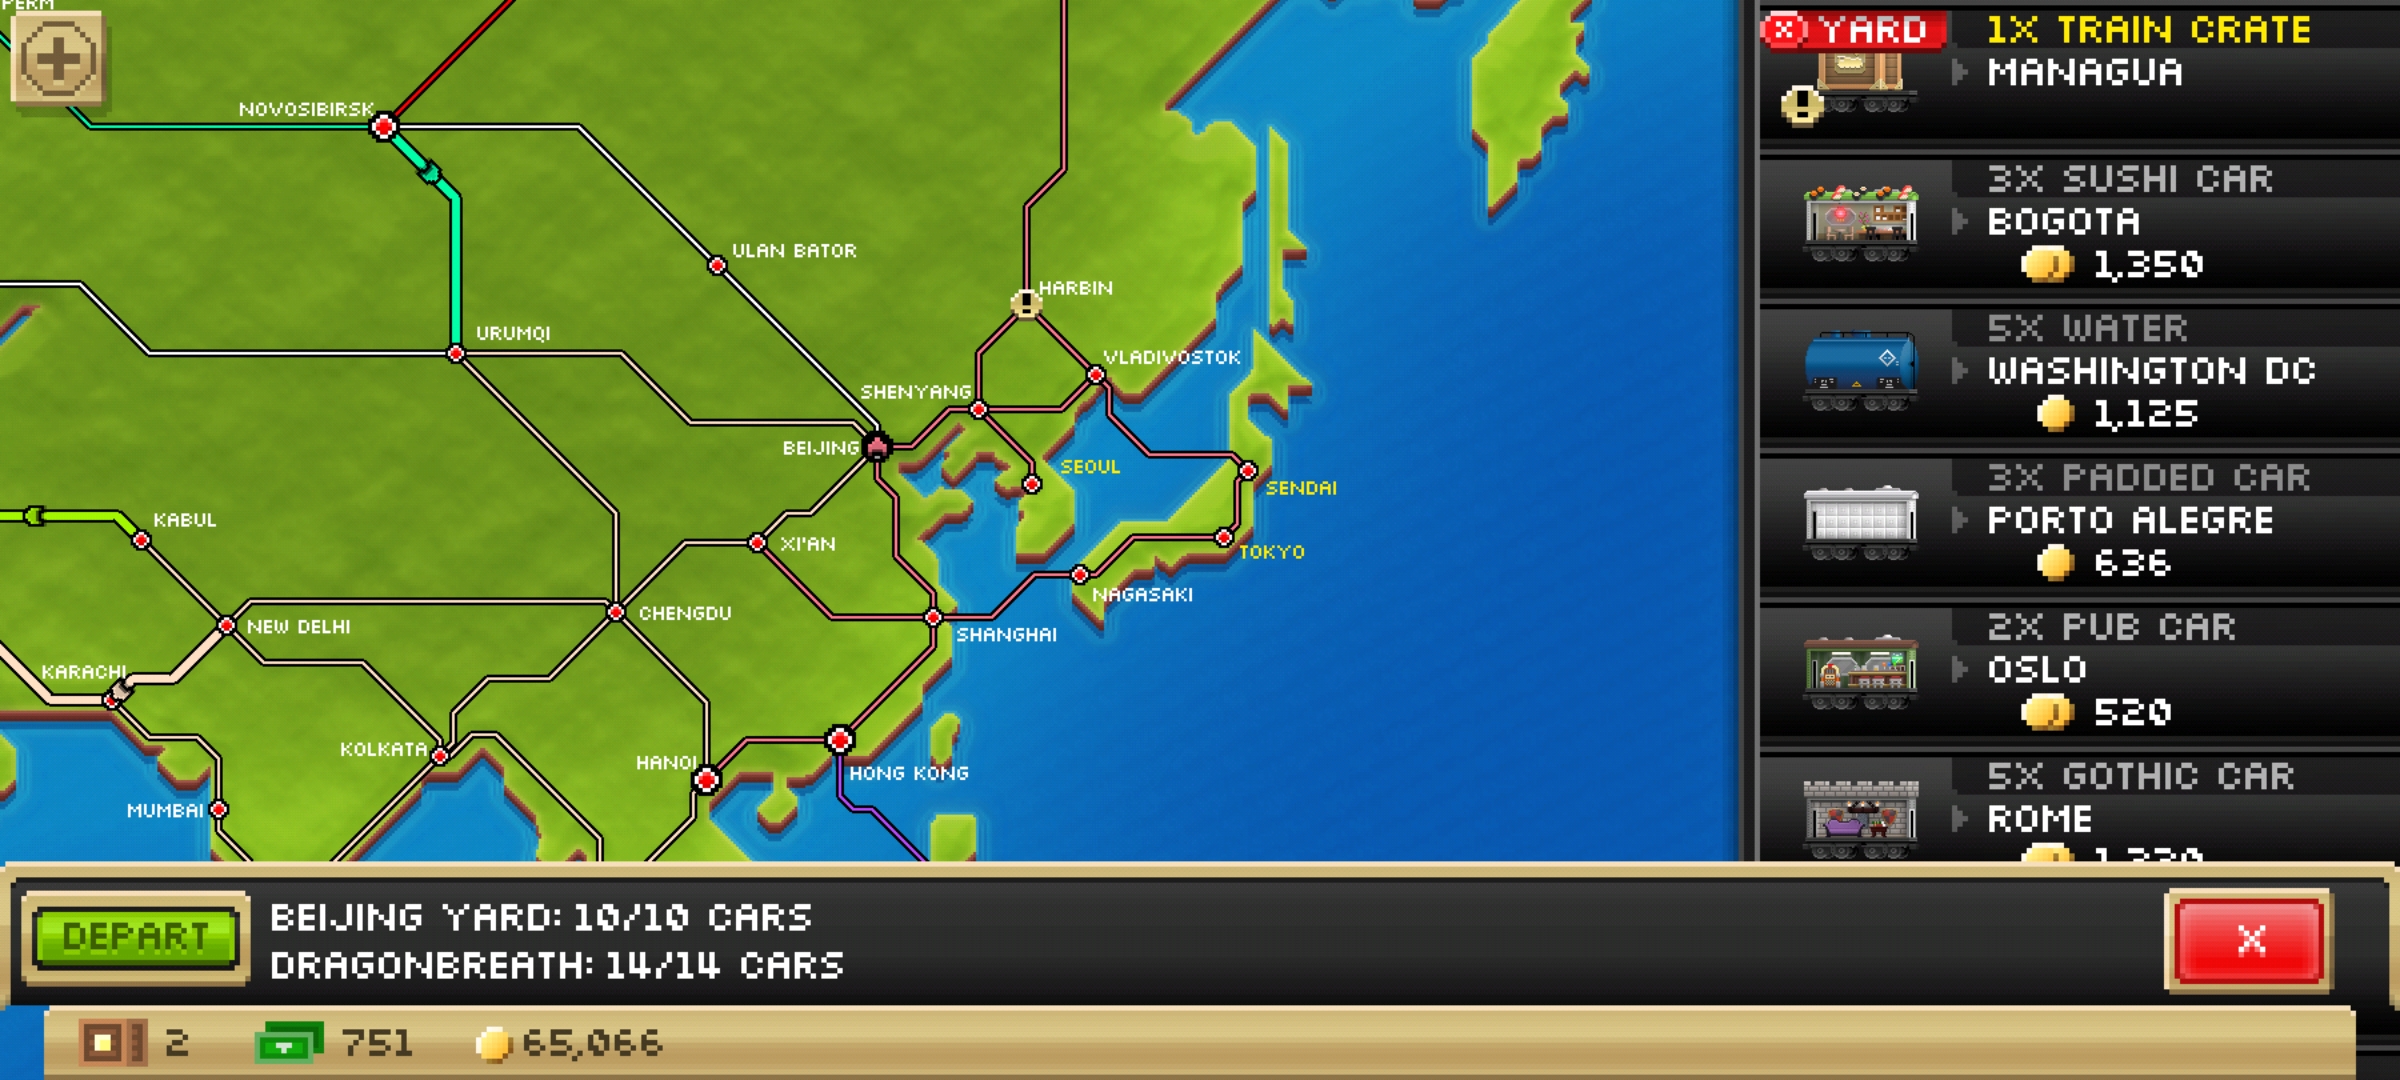 PERM
NOVOSIBIRSK
ULAN BATOR
HARBIN
URUMQI
VLADIVOSTOK
SHENYANG
BEIJING
SEOUL
SENDAI
KABUL
XI'AN
TOKYO
NAGASAKI
CHENGDU
NEW DELHI
SHANGHAI
KARACHI
KOLKATA
HANOI
HONG KONG
MUMBAI
YARD
1X TRAIN CRATE
MANAGUA
3X SUSHI CAR
BOGOTA
1,350
5X WATER
WASHINGTON DC
1,125
3X PADDED CAR
PORTO ALEGRE
636
2X PUB CAR
OSLO
520
5X GOTHIC CAR
ROME
DEPART
BEIJING YARD: 10/10 CARS
DRAGONBREATH: 14/14 CARS
X
2
751
65,066